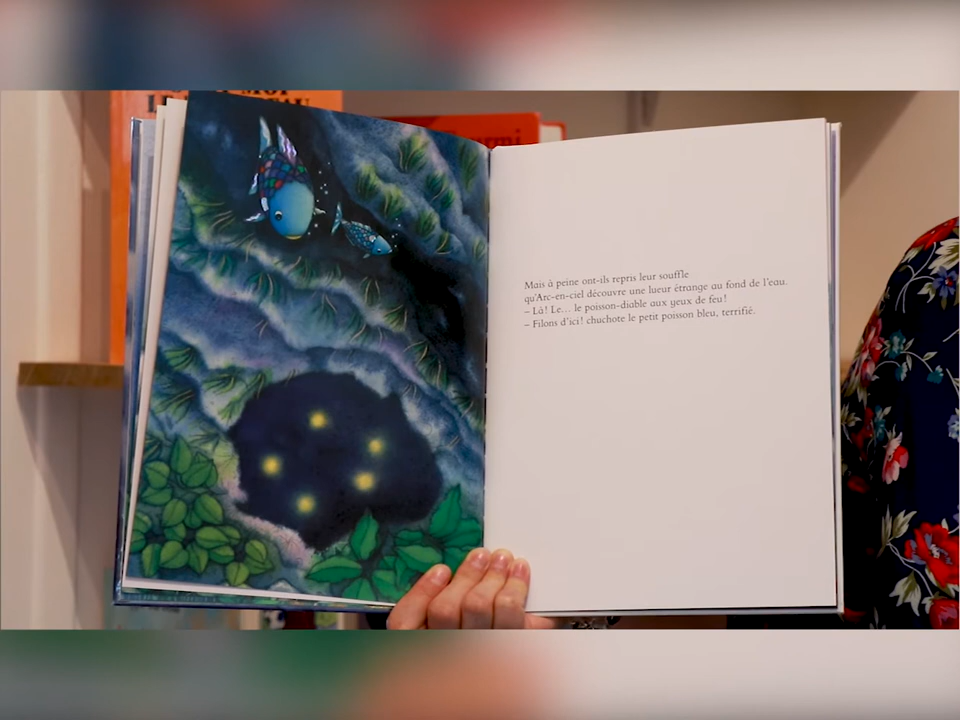 Mais à peine ont-ils repris leur souffle
qu'Arc-en-ciel découvre une lueur étrange au fond de l'eau.
– Là! Le... le poisson-diable aux yeux de feu!
– Filons d'ici! chuchote le petit poisson bleu, terrifié.